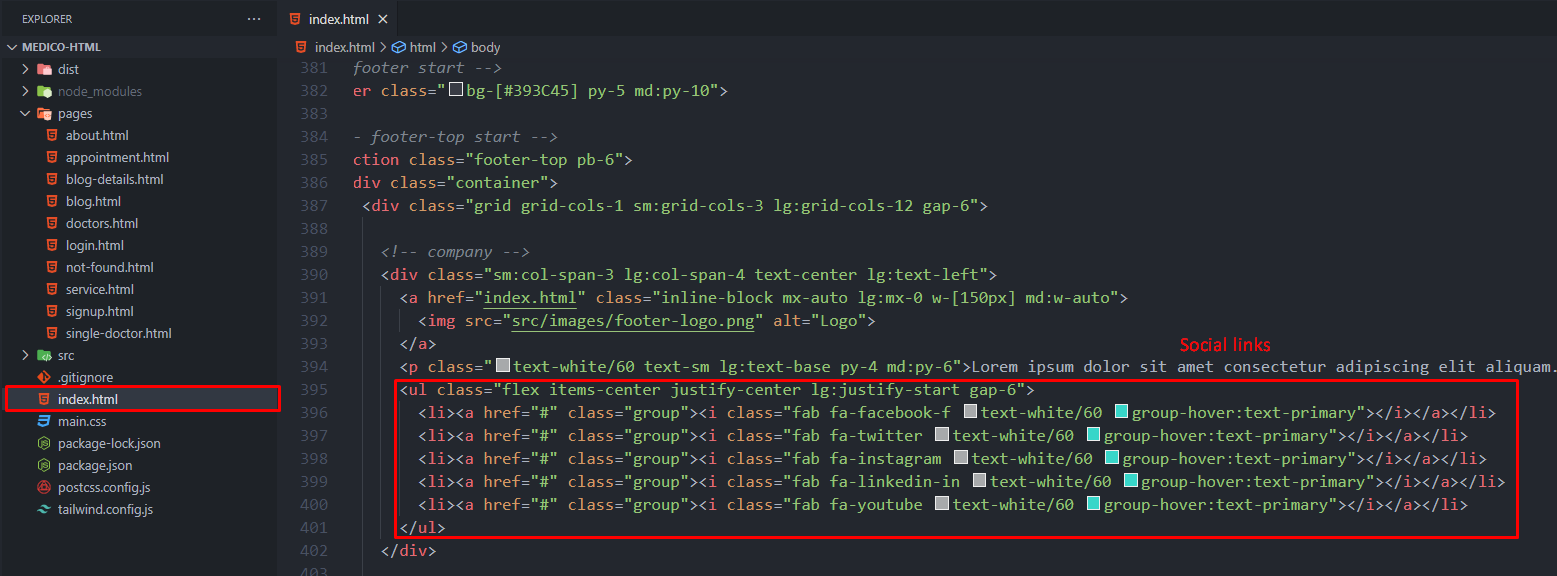 EXPLORER
···
MEDICO-HTML
dist
node_modules
pages
about.html
appointment.html
blog-details.html
blog.html
doctors.html
login.html
not-found.html
service.html
signup.html
single-doctor.html
src
.gitignore
index.html
main.css
package-lock.json
package.json
postcss.config.js
tailwind.config.js
index.html
index.html > html > body
381 footer start -->
382 er class="bg-[#393C45] py-5 md:py-10">
383
384 - footer-top start -->
385 ction class="footer-top pb-6">
386 div class="container">
387 <div class="grid grid-cols-1 sm:grid-cols-3 lg:grid-cols-12 gap-6">
388
389 <!-- company -->
390 <div class="sm:col-span-3 lg:col-span-4 text-center lg:text-left">
391 <a href="index.html" class="inline-block mx-auto lg:mx-0 w-[150px] md:w-auto">
392 <img src="src/images/footer-logo.png" alt="Logo">
393 </a>
Social links
394 <p class="text-white/60 text-sm lg:text-base py-4 md:py-6">Lorem ipsum dolor sit amet consectetur adipiscing elit aliquam.
395 <ul class="flex items-center justify-center lg:justify-start gap-6">
396 <li><a href="#" class="group"><i class="fab fa-facebook-f text-white/60 group-hover:text-primary"></i></a></li>
397 <li><a href="#" class="group"><i class="fab fa-twitter text-white/60 group-hover:text-primary"></i></a></li>
398 <li><a href="#" class="group"><i class="fab fa-instagram text-white/60 group-hover:text-primary"></i></a></li>
399 <li><a href="#" class="group"><i class="fab fa-linkedin-in text-white/60 group-hover:text-primary"></i></a></li>
400 <li><a href="#" class="group"><i class="fab fa-youtube text-white/60 group-hover:text-primary"></i></a></li>
401 </ul>
402 </div>
403